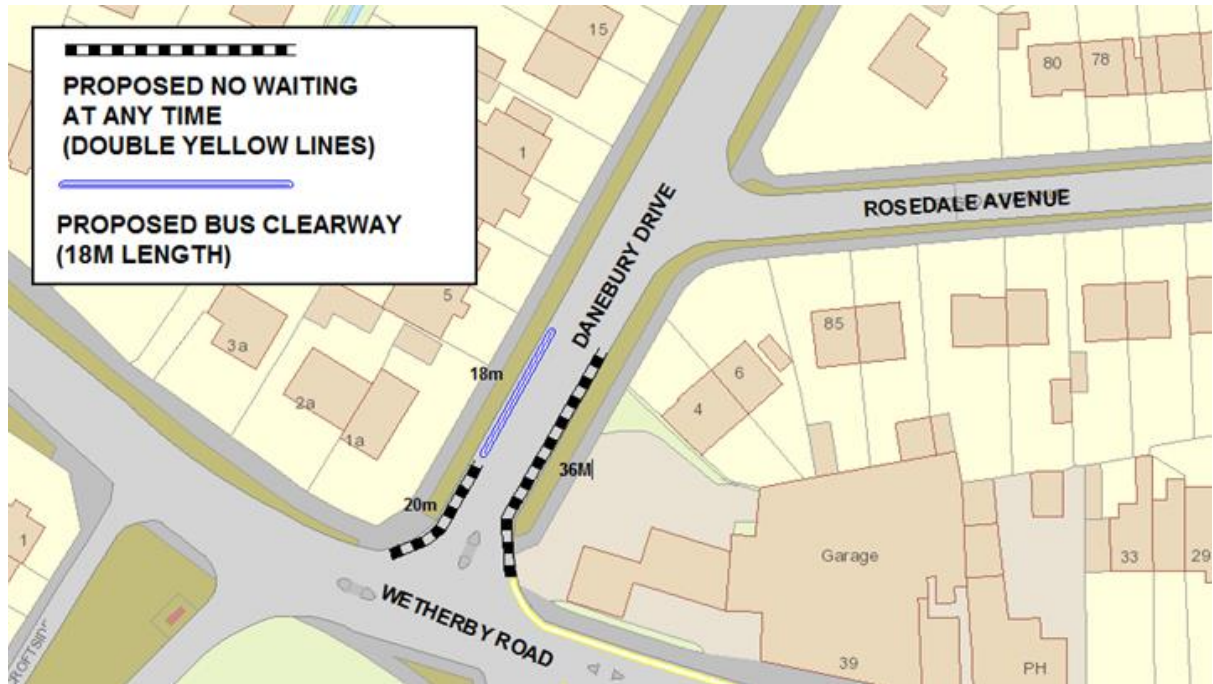 PROPOSED NO WAITING
AT ANY TIME
(DOUBLE YELLOW LINES)
PROPOSED BUS CLEARWAY
(18M LENGTH)
15
80
78
1
ROSEDALE AVENUE
DANEBURY DRIVE
5
3a
85
18m
6
2a
4
1a
36M
20m
1
Garage
33
29
WETHERBY ROAD
CROFTSIDE
39
PH